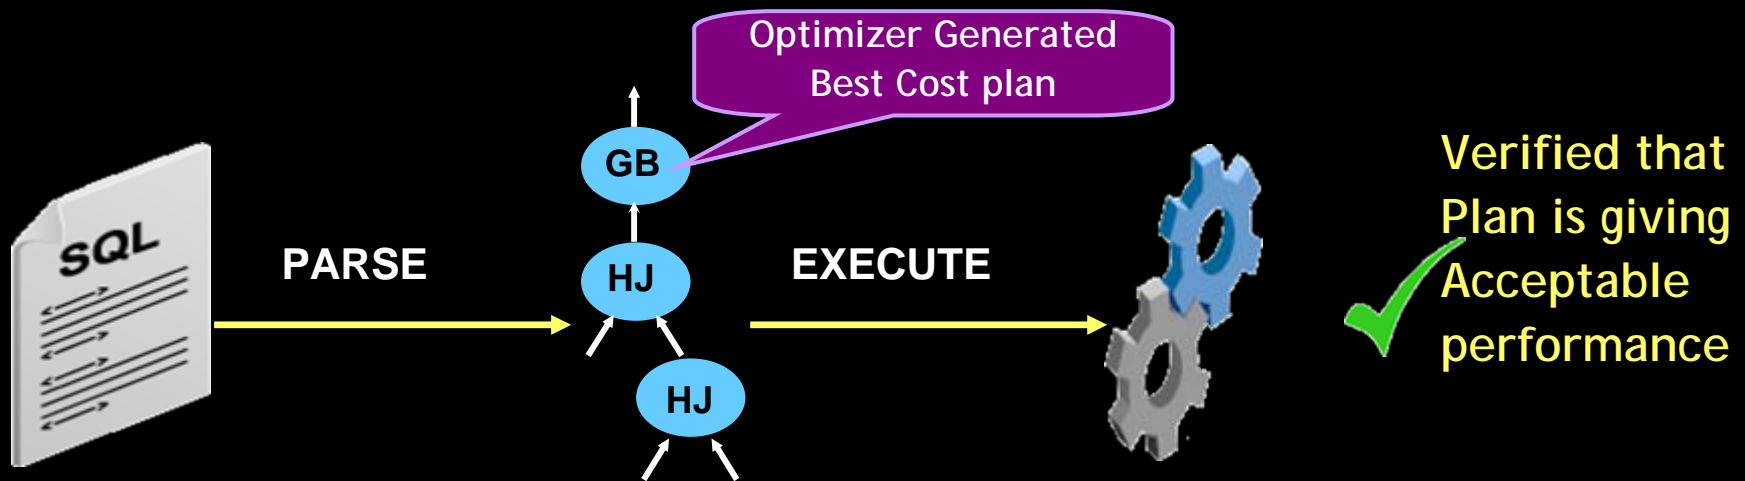 Optimizer Generated
Best Cost plan
GB
SQL
PARSE
HJ
EXECUTE
HJ
Verified that
Plan is giving
Acceptable
performance